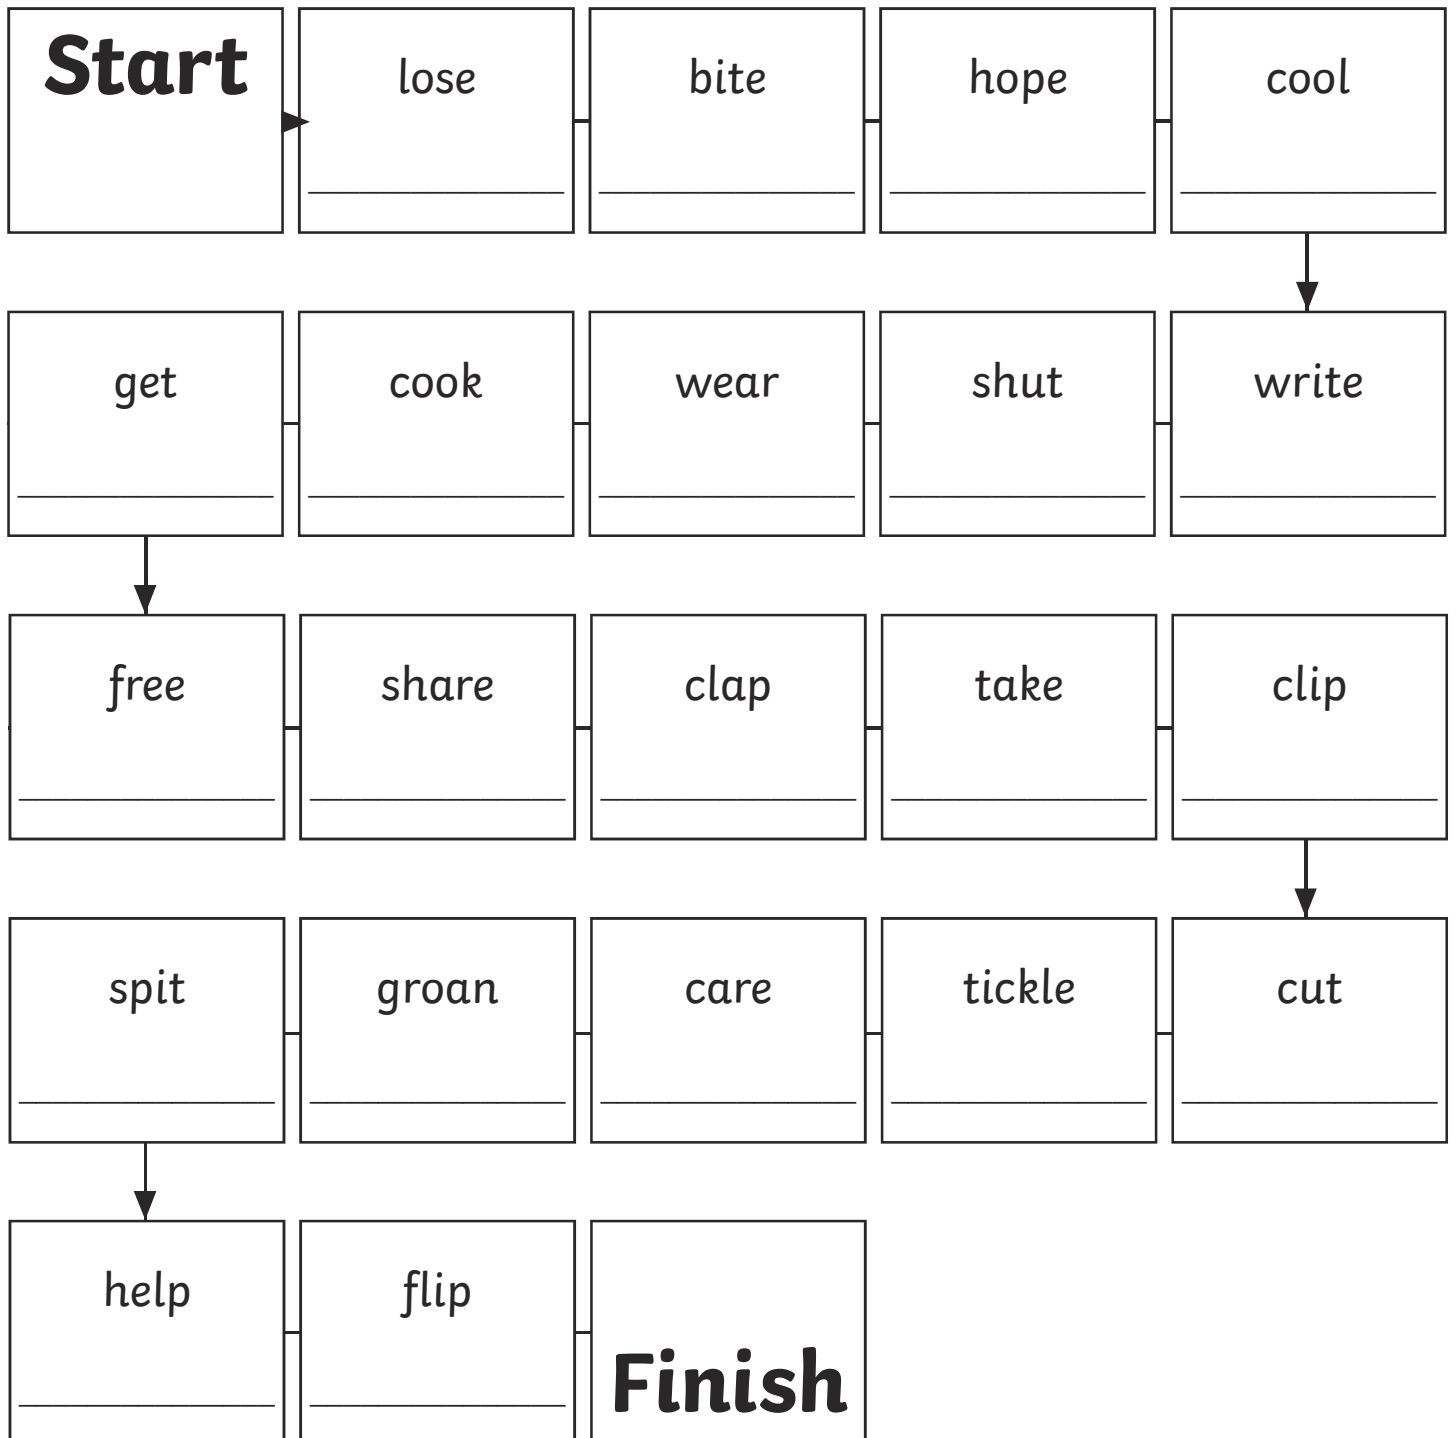 Start lose bite hope cool
get cook wear shut write
free share clap take clip
spit groan care tickle cut
help flip
Finish